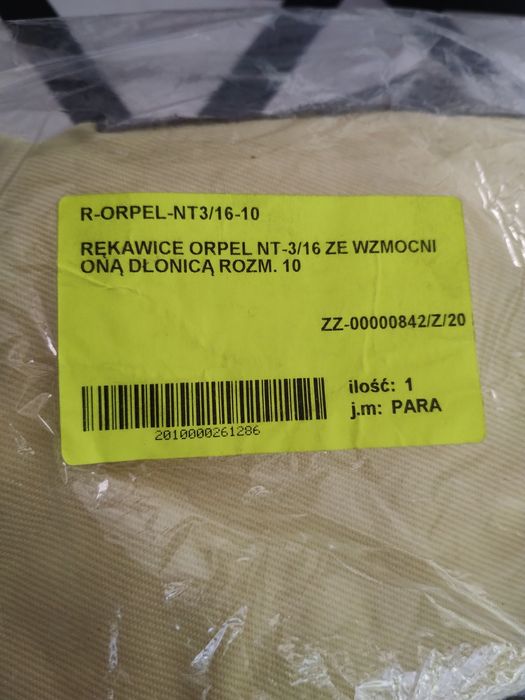 R-ORPEL-NT3/16-10
RĘKAWICE ORPEL NT-3/16 ZE WZMOCNI
ONĄ DŁONICĄ ROZM. 10
ZZ-00000842/Z/20
ilość: 1
j.m: PARA
2010000261286